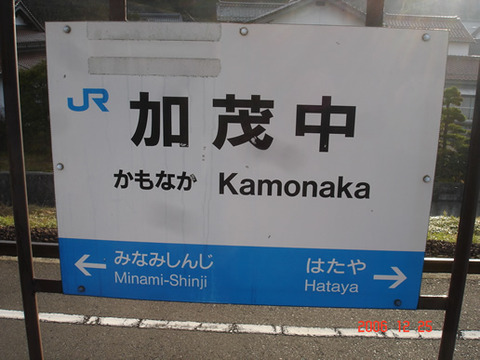 JR
加茂中
かもなか Kamonaka
みなみしんじ
Minami-Shinji
はたや
Hataya
2005 12 25